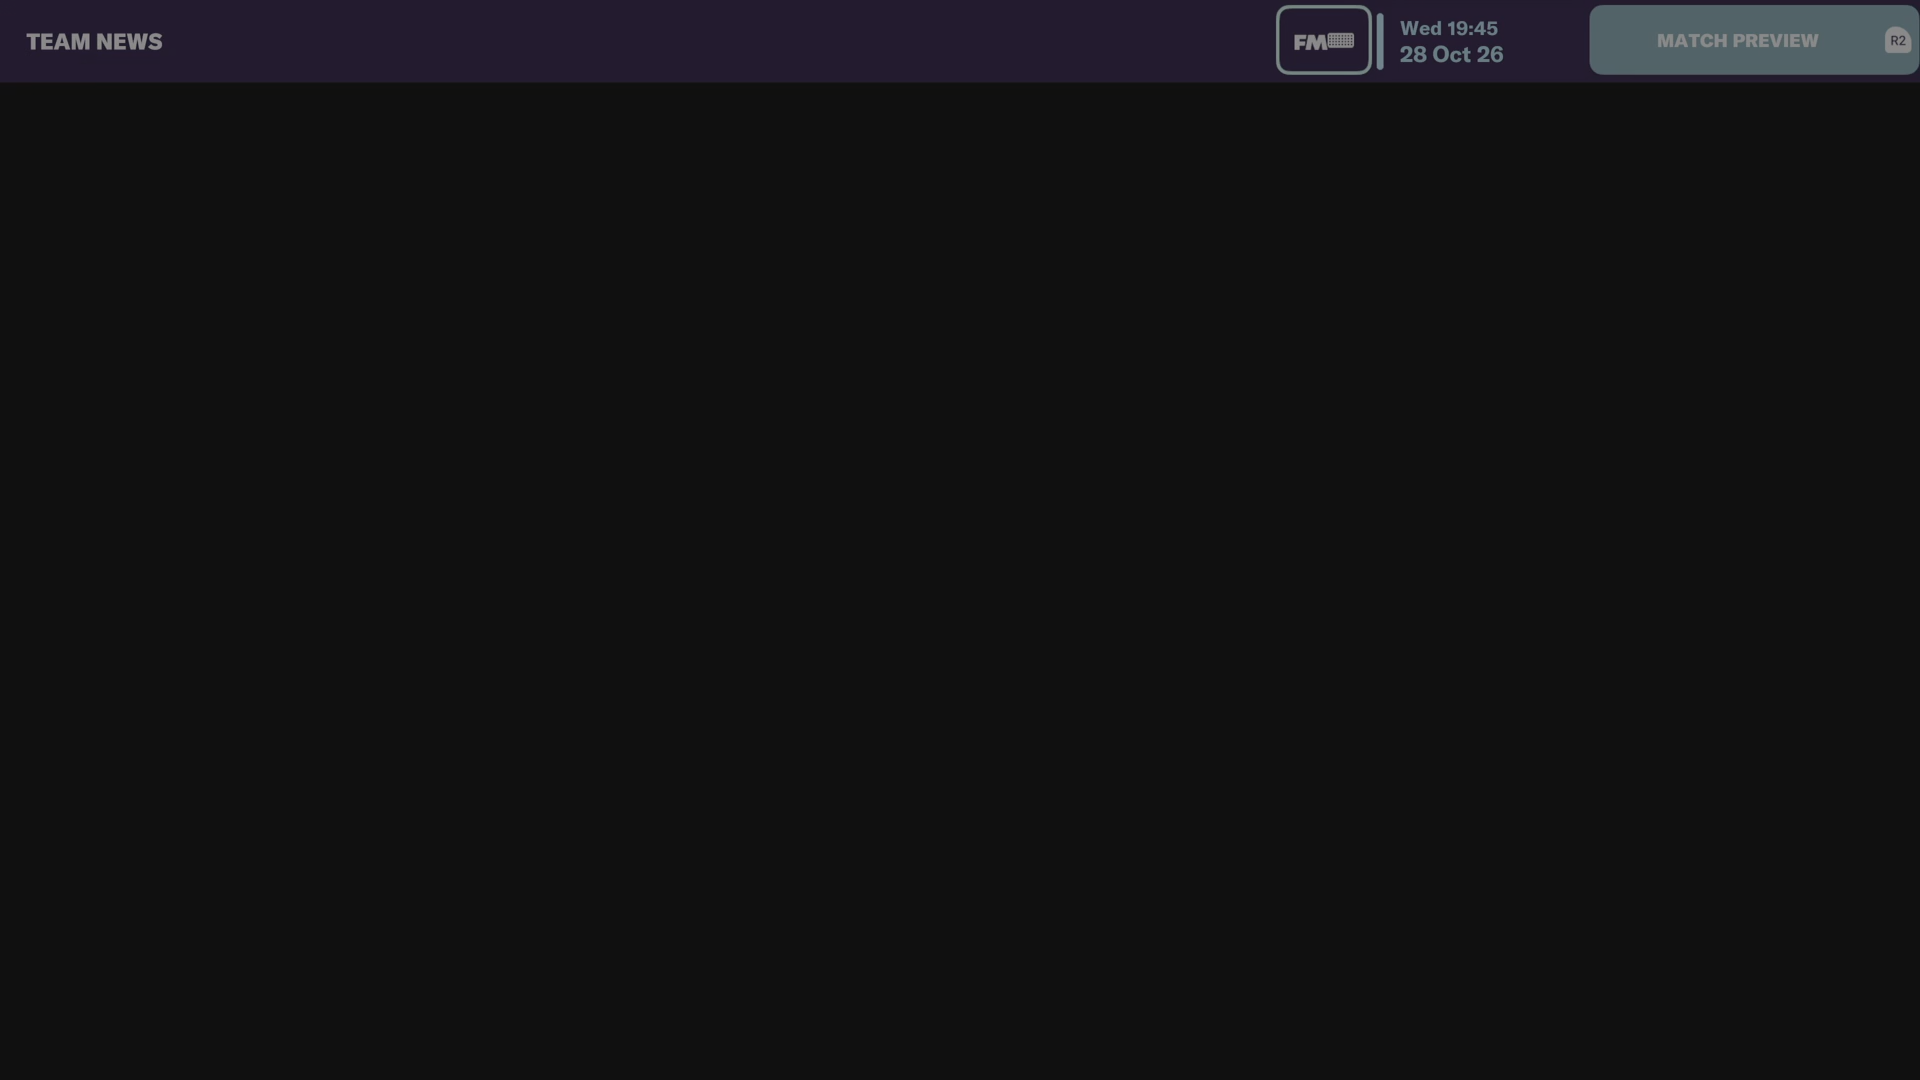 TEAM NEWS
FM
Wed 19:45
28 Oct 26
MATCH PREVIEW
R2